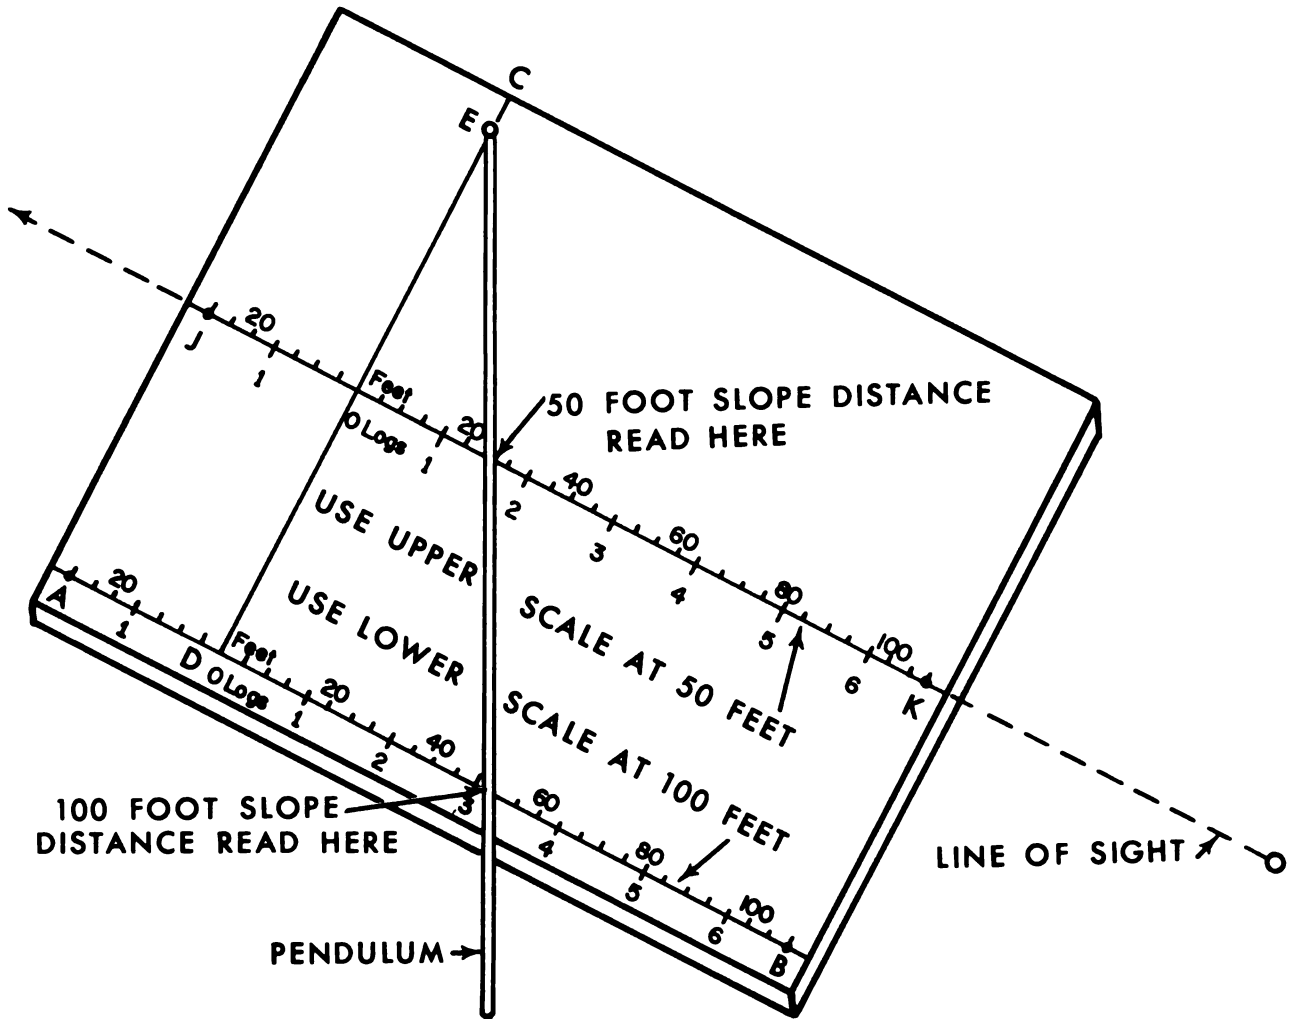 C
E
20
J
1
Feet
0 Logs
1
20
50 FOOT SLOPE DISTANCE
READ HERE
40
2
60
3
80
4
100
5
6
K
USE UPPER SCALE AT 50 FEET
USE LOWER SCALE AT 100 FEET
20
A
1
D
Feet
0 Logs
20
1
40
2
3
60
4
80
5
100
6
B
100 FOOT SLOPE
DISTANCE READ HERE
LINE OF SIGHT
PENDULUM